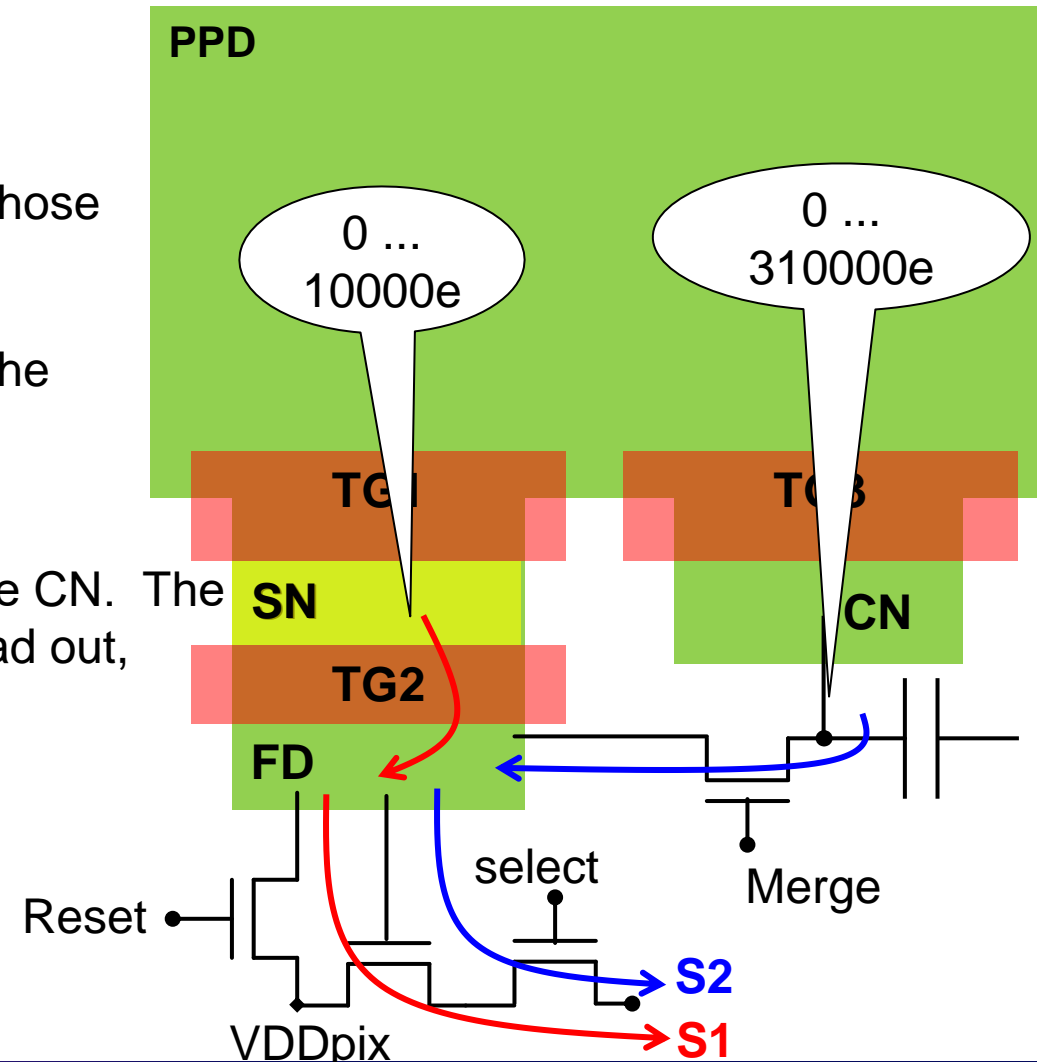 PPD
hose
0 ...
10000e
0 ...
310000e
he
TG1
TG3
e CN. The
ad out,
SN
CN
TG2
FD
select
Merge
Reset
S2
VDDpix
S1